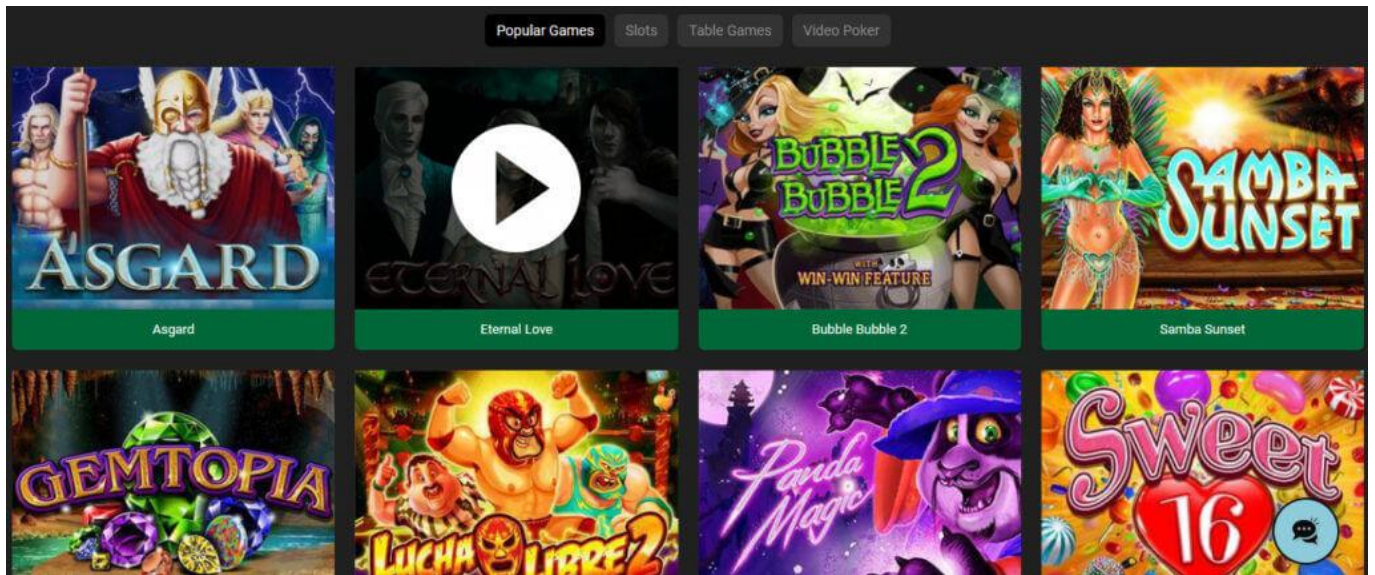 Popular Games Slots Table Games Video Poker
ASGARD
Asgard
ETERNAL LOVE
Eternal Love
BUBBLE
BUBBLE 2
WITH
WIN-WIN FEATURE
Bubble Bubble 2
SAMBA
SUNSET
Samba Sunset
GEMTOPIA
LUCHA LIBRE 2
Panda
Magic
Sweet
16